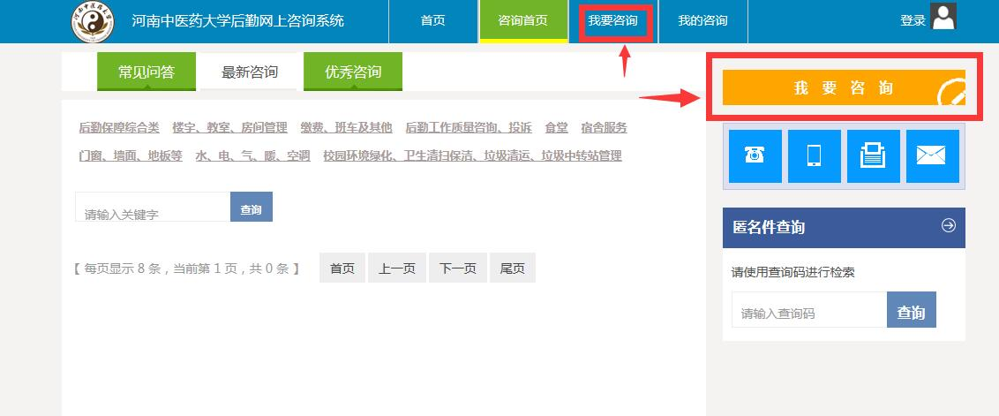 河南中医药大学后勤网上咨询系统 首页 咨询首页 我要咨询 我的咨询 登录
常见问答 最新咨询 优秀咨询
我 要 咨 询
后勤保障综合类 楼宇、教室、房间管理 缴费、班车及其他 后勤工作质量咨询、投诉 食堂 宿舍服务
门窗、墙面、地板等 水、电、气、暖、空调 校园环境绿化、卫生清扫保洁、垃圾清运、垃圾中转站管理
请输入关键字 查询
【 每页显示 8 条，当前第 1 页，共 0 条 】 首页 上一页 下一页 尾页
匿名件查询
请使用查询码进行检索
请输入查询码 查询